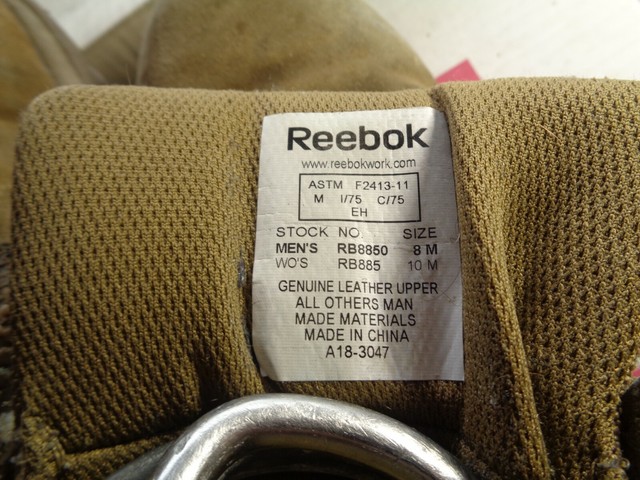 Reebok
www.reebokwork.com
ASTM F2413-11
M I/75 C/75
EH
STOCK NO. SIZE
MEN'S RB8850 8 M
WO'S RB885 10 M
GENUINE LEATHER UPPER
ALL OTHERS MAN
MADE MATERIALS
MADE IN CHINA
A18-3047